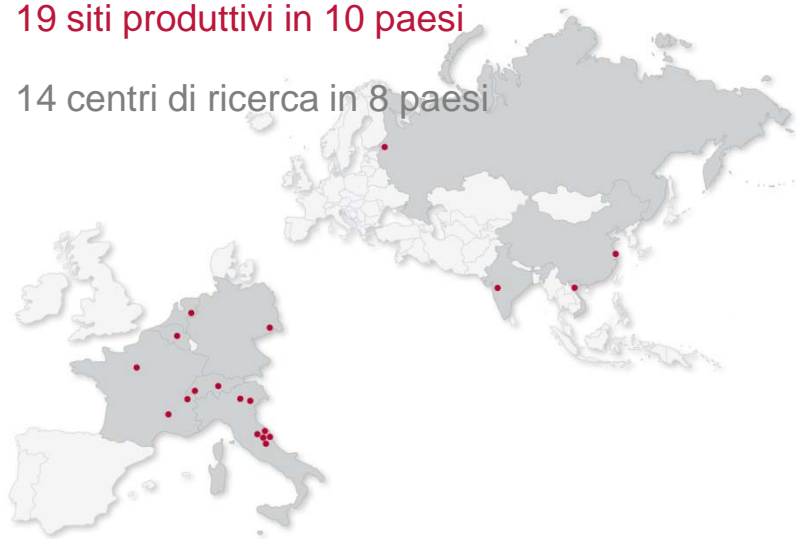 19 siti produttivi in 10 paesi
14 centri di ricerca in 8 paesi